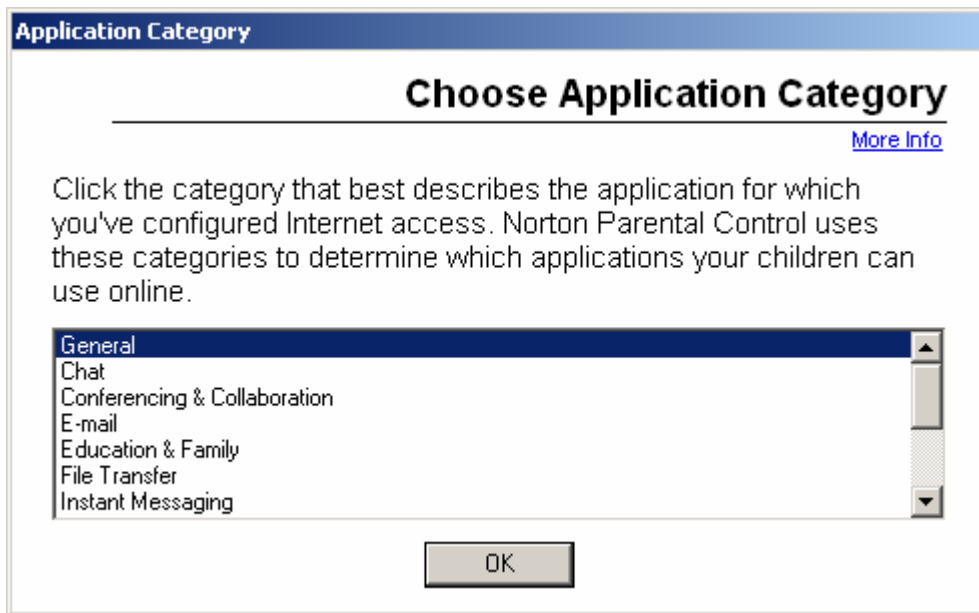 Application Category
Choose Application Category
More Info
Click the category that best describes the application for which
you've configured Internet access. Norton Parental Control uses
these categories to determine which applications your children can
use online.
General
Chat
Conferencing & Collaboration
E-mail
Education & Family
File Transfer
Instant Messaging
OK